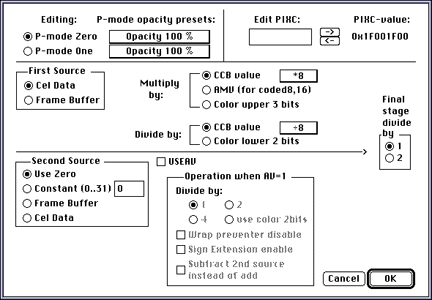 Editing:
P-mode opacity presets:
Edit PIXC:
PIXC-value:
P-mode Zero
Opacity 100 %
->
<-
0x1F001F00
P-mode One
Opacity 100 %
First Source
Cel Data
Frame Buffer
Multiply by:
CCB value
*8
AMV (for coded8,16)
Color upper 3 bits
Divide by:
CCB value
÷8
Color lower 2 bits
Final
stage
divide
by
1
2
Second Source
Use Zero
Constant (0..31)
0
Frame Buffer
Cel Data
USEAV
Operation when AV=1
Divide by:
1
2
4
use color 2bits
Wrap preventer disable
Sign Extension enable
Subtract 2nd source
instead of add
Cancel
OK